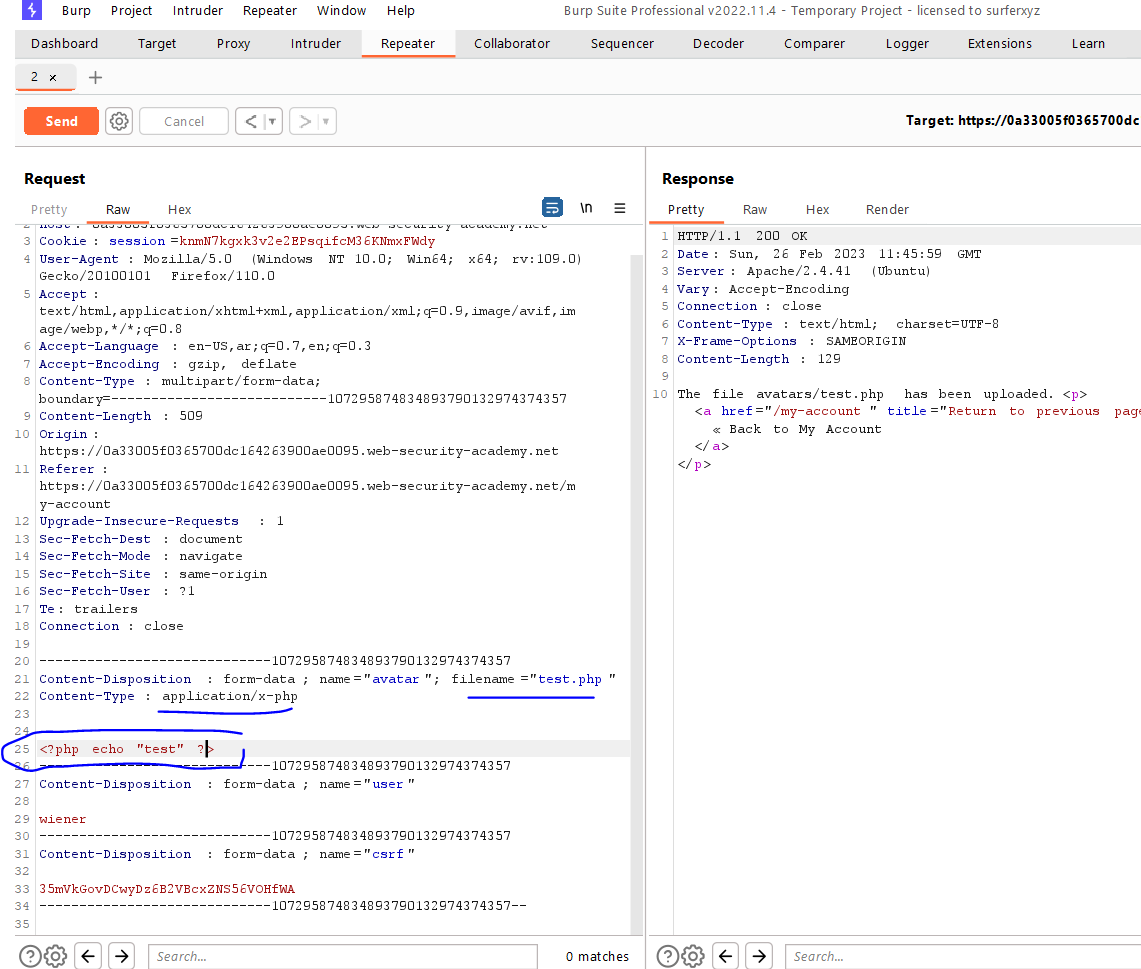 Burp Project Intruder Repeater Window Help Burp Suite Professional v2022.11.4 - Temporary Project - licensed to surferxyz
Dashboard Target Proxy Intruder Repeater Collaborator Sequencer Decoder Comparer Logger Extensions Learn
2 × +
Send Cancel < > Target: https://0a33005f0365700dc
Request
Pretty Raw Hex \n
3 Cookie : session =knmN7kgxk3v2e2EPsqifcM36KNmxFWdy
4 User-Agent : Mozilla/5.0 (Windows NT 10.0; Win64; x64; rv:109.0)
Gecko/20100101 Firefox/110.0
5 Accept :
text/html,application/xhtml+xml,application/xml;q=0.9,image/avif,im
age/webp,*/*;q=0.8
6 Accept-Language : en-US,ar;q=0.7,en;q=0.3
7 Accept-Encoding : gzip, deflate
8 Content-Type : multipart/form-data;
boundary=---------------------------107295874834893790132974374357
9 Content-Length : 509
10 Origin :
https://0a33005f0365700dc164263900ae0095.web-security-academy.net
11 Referer :
https://0a33005f0365700dc164263900ae0095.web-security-academy.net/m
y-account
12 Upgrade-Insecure-Requests : 1
13 Sec-Fetch-Dest : document
14 Sec-Fetch-Mode : navigate
15 Sec-Fetch-Site : same-origin
16 Sec-Fetch-User : ?1
17 Te : trailers
18 Connection : close
19
20 -----------------------------107295874834893790132974374357
21 Content-Disposition : form-data ; name ="avatar "; filename ="test.php "
22 Content-Type : application/x-php
23
24
25 <?php echo "test" ?>
26 -----------------------------107295874834893790132974374357
27 Content-Disposition : form-data ; name ="user "
28
29 wiener
30 -----------------------------107295874834893790132974374357
31 Content-Disposition : form-data ; name ="csrf "
32
33 35mVkGovDCwyDz6B2VBcxZNS56VOHfWA
34 -----------------------------107295874834893790132974374357--
35
Search... 0 matches
Response
Pretty Raw Hex Render
1 HTTP/1.1 200 OK
2 Date : Sun, 26 Feb 2023 11:45:59 GMT
3 Server : Apache/2.4.41 (Ubuntu)
4 Vary : Accept-Encoding
5 Connection : close
6 Content-Type : text/html; charset=UTF-8
7 X-Frame-Options : SAMEORIGIN
8 Content-Length : 129
9
10 The file avatars/test.php has been uploaded. <p>
<a href ="/my-account " title ="Return to previous page
« Back to My Account
</a>
</p>
Search...